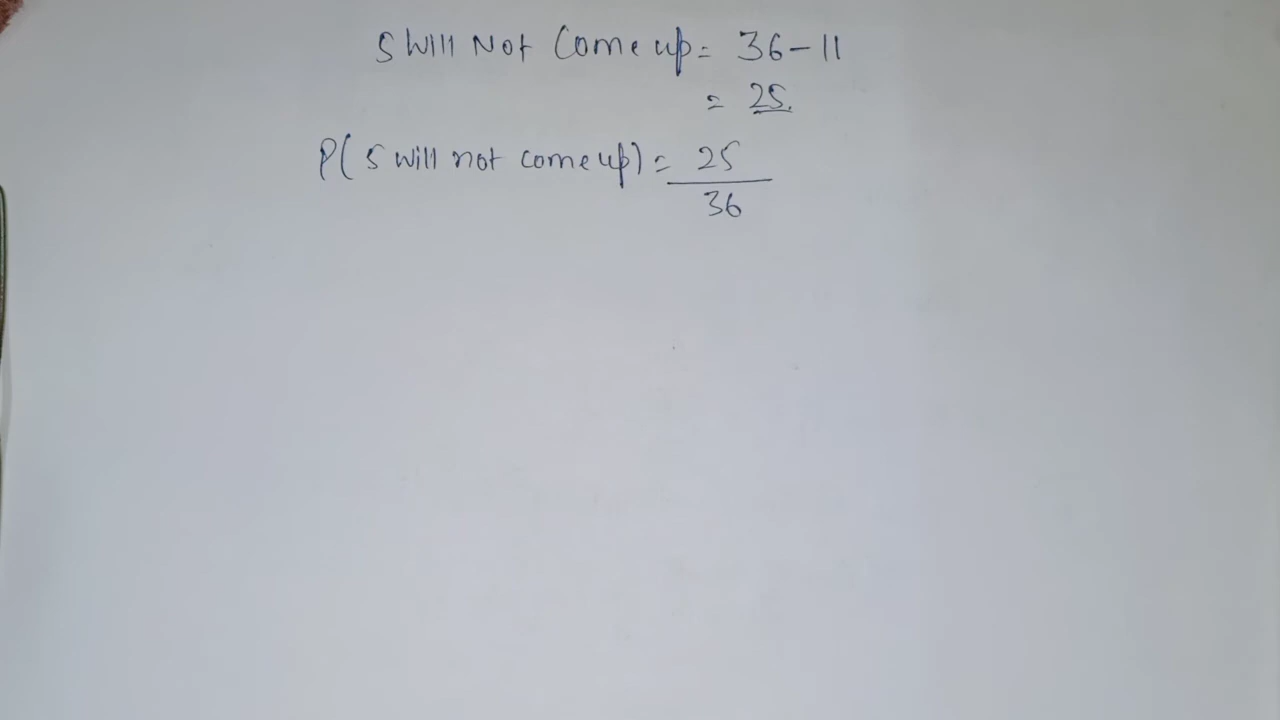 5 Will Not Come up = 36 - 11
= 25.
P( 5 will not come up) = 25
36